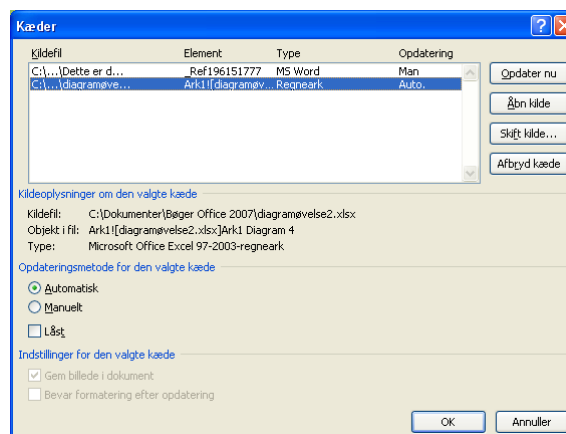 Kæder
Kildefil Element Type Opdatering
C:\...\Dette er d... _Ref196151777 MS Word Man
C:\...\diagramøve... Ark1![diagramøv... Regneark Auto.
Opdater nu
Åbn kilde
Skift kilde...
Afbryd kæde
Kildeoplysninger om den valgte kæde
Kildefil: C:\Dokumenter\Bøger Office 2007\diagramøvelse2.xlsx
Objekt i fil: Ark1![diagramøvelse2.xlsx]Ark1 Diagram 4
Type: Microsoft Office Excel 97-2003-regneark
Opdateringsmetode for den valgte kæde
Automatisk
Manuelt
Låst
Indstillinger for den valgte kæde
Gem billede i dokument
Bevar formatering efter opdatering
OK Annuller